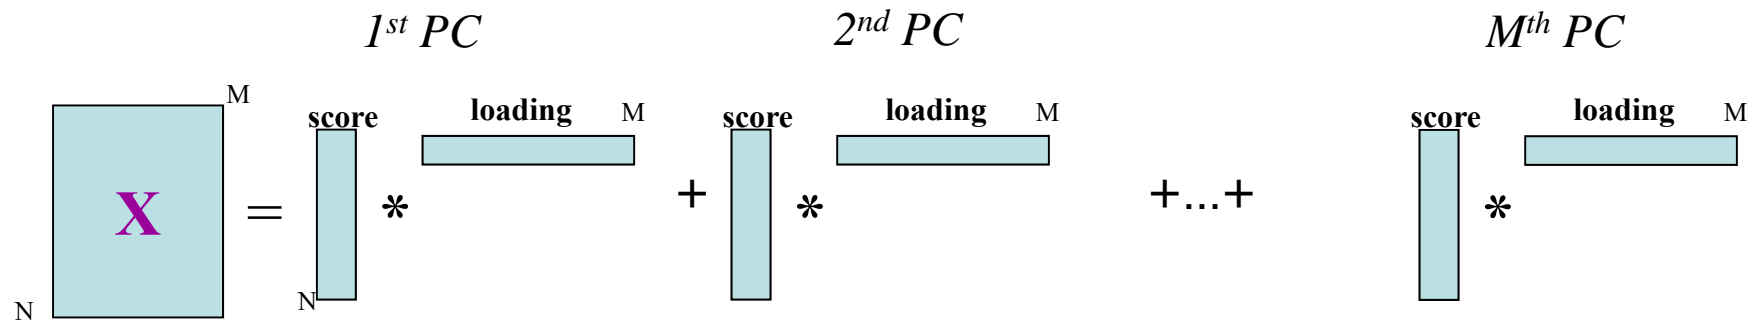 1st PC 2nd PC Mth PC
M
score loading M score loading M score loading M
X = * + * +...+ *
N N